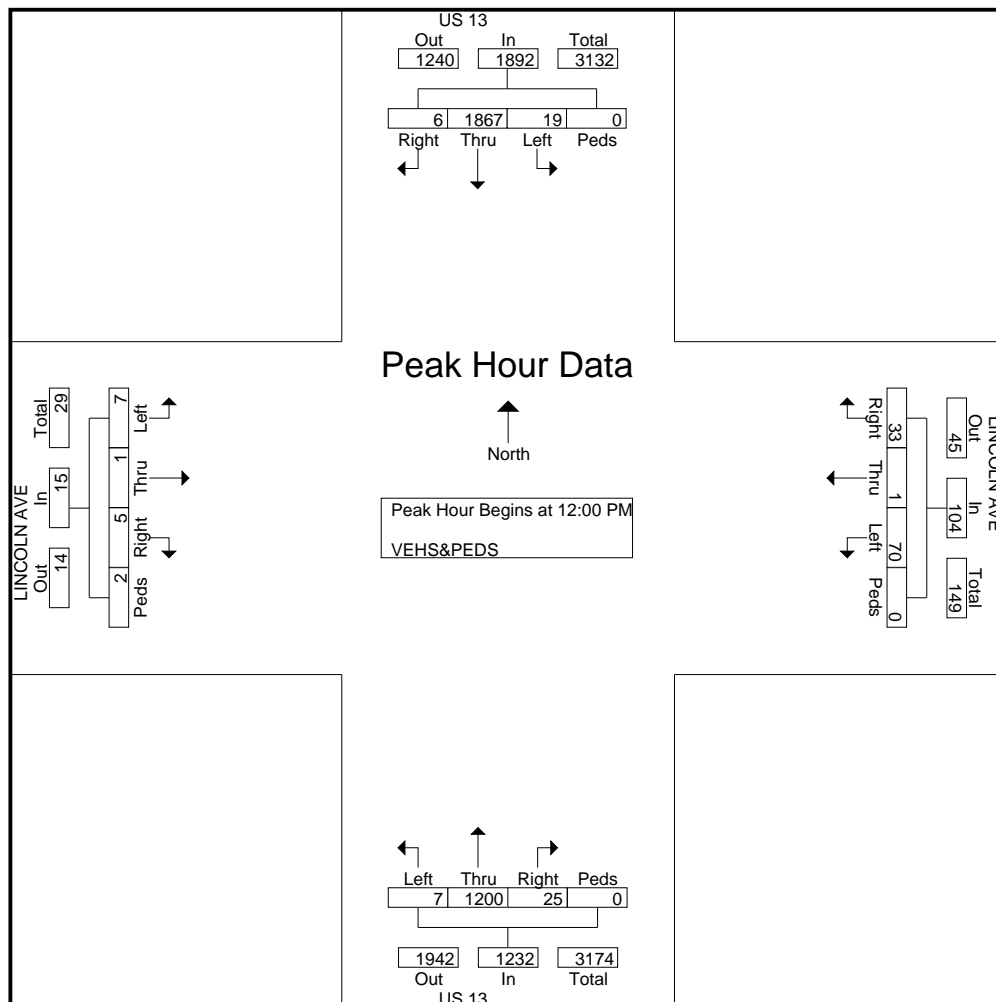 US 13
Out In Total
1240 1892 3132
6 1867 19 0
Right Thru Left Peds
Peak Hour Data
North
Peak Hour Begins at 12:00 PM
VEHS&PEDS
LINCOLN AVE
Total In Out
29 15 14
7 1 5 2
Left Thru Right Peds
LINCOLN AVE
Out In Total
45 104 149
33 1 70 0
Right Thru Left Peds
Left Thru Right Peds
7 1200 25 0
1942 1232 3174
Out In Total
US 13